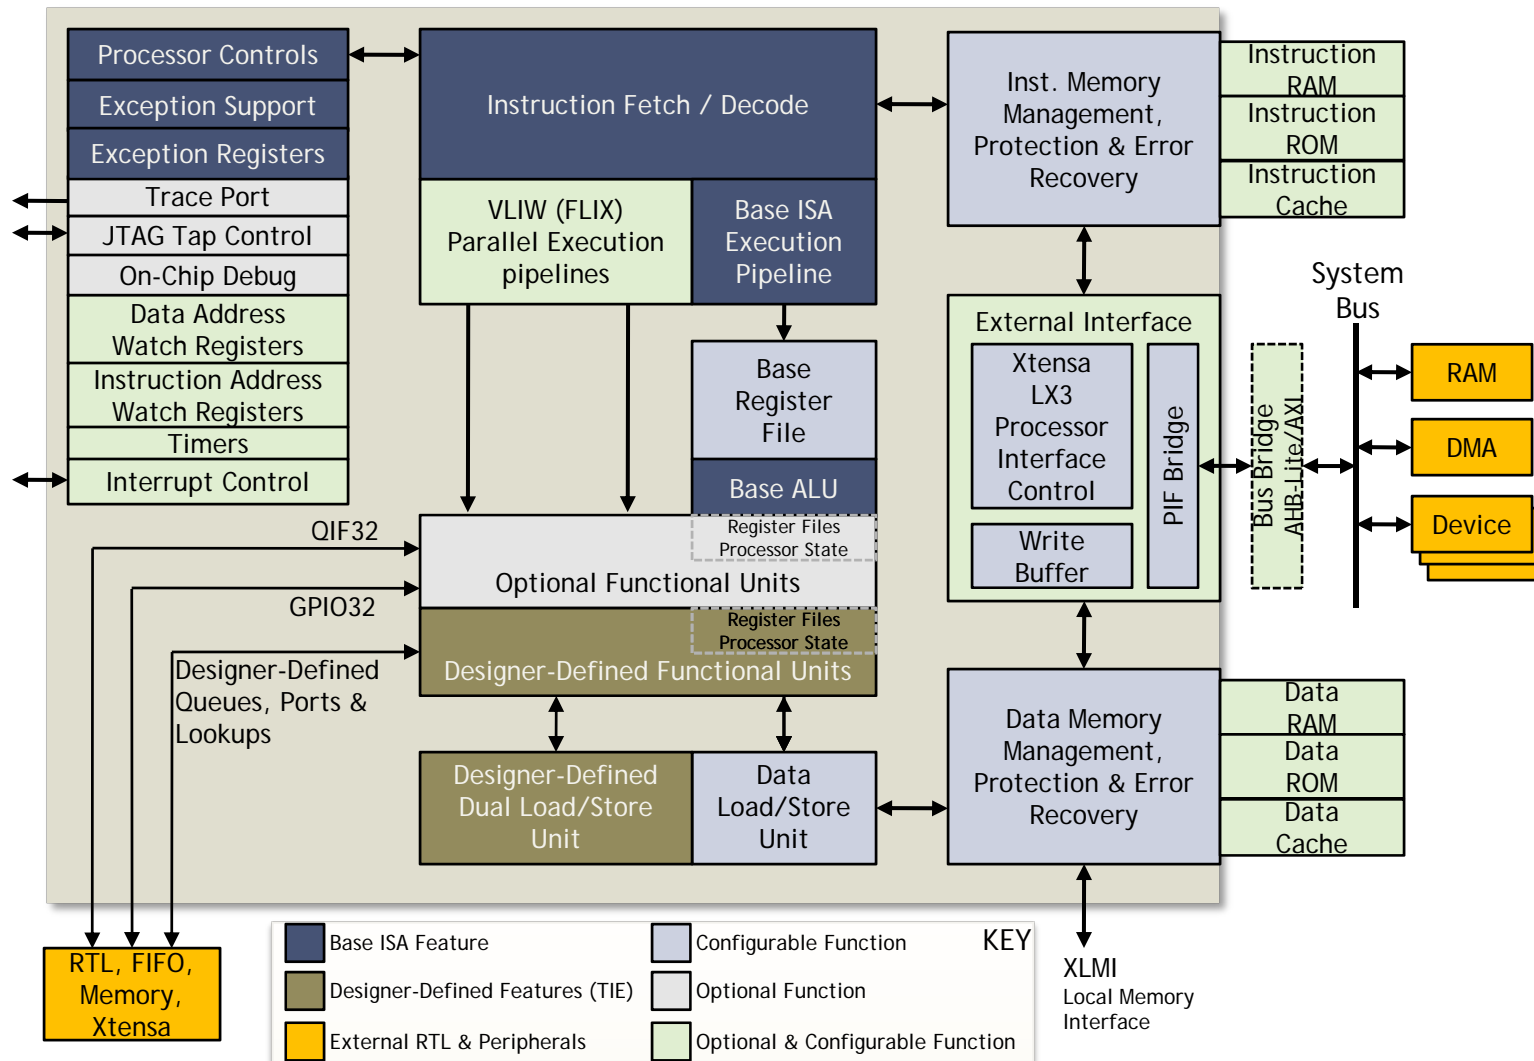 Processor Controls
Exception Support
Exception Registers
Trace Port
JTAG Tap Control
On-Chip Debug
Data Address
Watch Registers
Instruction Address
Watch Registers
Timers
Interrupt Control
Instruction Fetch / Decode
VLIW (FLIX)
Parallel Execution
pipelines
Base ISA
Execution
Pipeline
Base
Register
File
Base ALU
Register Files
Processor State
Optional Functional Units
Register Files
Processor State
Designer-Defined Functional Units
QIF32
GPIO32
Designer-Defined
Queues, Ports &
Lookups
Designer-Defined
Dual Load/Store
Unit
Data
Load/Store
Unit
Inst. Memory
Management,
Protection & Error
Recovery
Instruction
RAM
Instruction
ROM
Instruction
Cache
External Interface
Xtensa
LX3
Processor
Interface
Control
Write
Buffer
PIF Bridge
Bus Bridge
AHB-Lite/AXI
System
Bus
RAM
DMA
Device
Data Memory
Management,
Protection & Error
Recovery
Data
RAM
Data
ROM
Data
Cache
XLMI
Local Memory
Interface
RTL, FIFO,
Memory,
Xtensa
KEY
Base ISA Feature
Configurable Function
Designer-Defined Features (TIE)
Optional Function
External RTL & Peripherals
Optional & Configurable Function